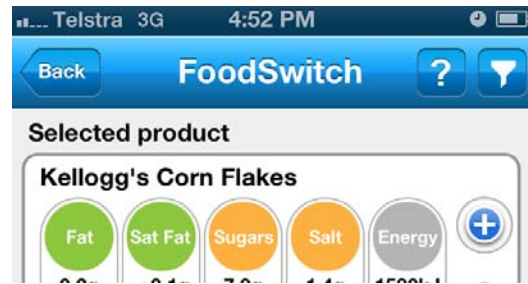 Telstra 3G 4:52 PM
Back FoodSwitch ?
Selected product
Kellogg's Corn Flakes
Fat Sat Fat Sugars Salt Energy